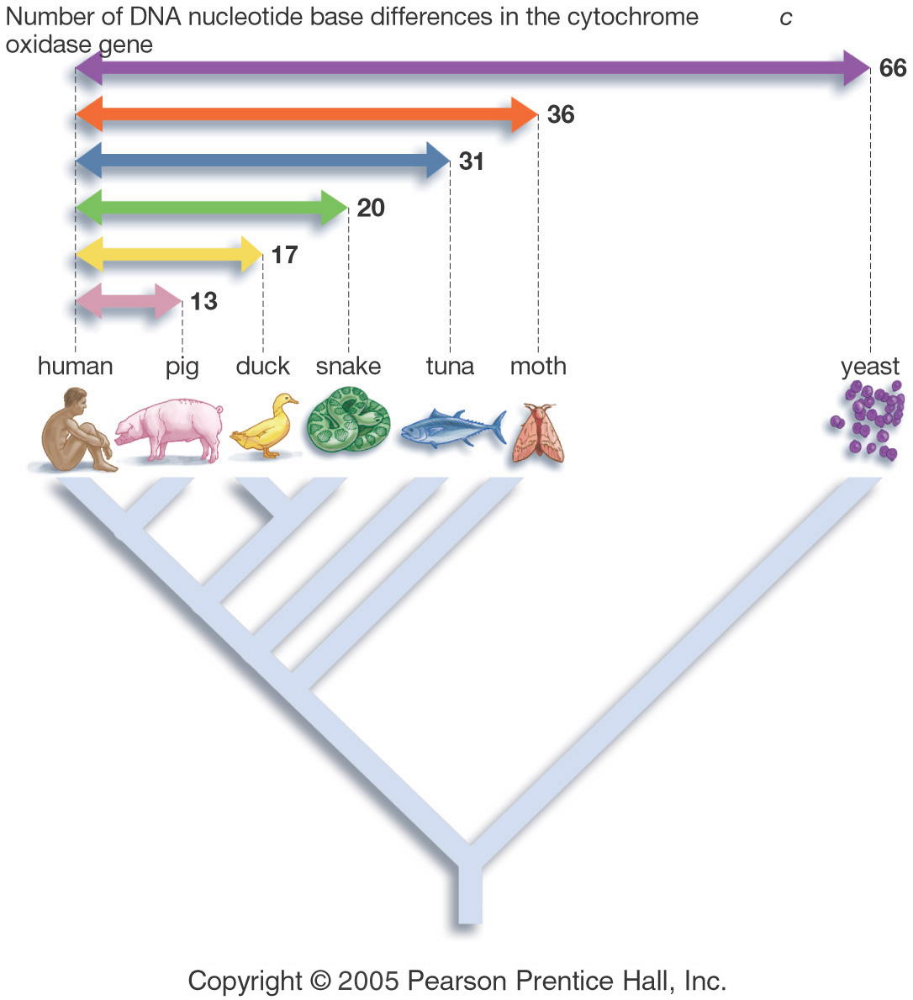 Number of DNA nucleotide base differences in the cytochrome c
oxidase gene
66
36
31
20
17
13
human pig duck snake tuna moth yeast
Copyright © 2005 Pearson Prentice Hall, Inc.